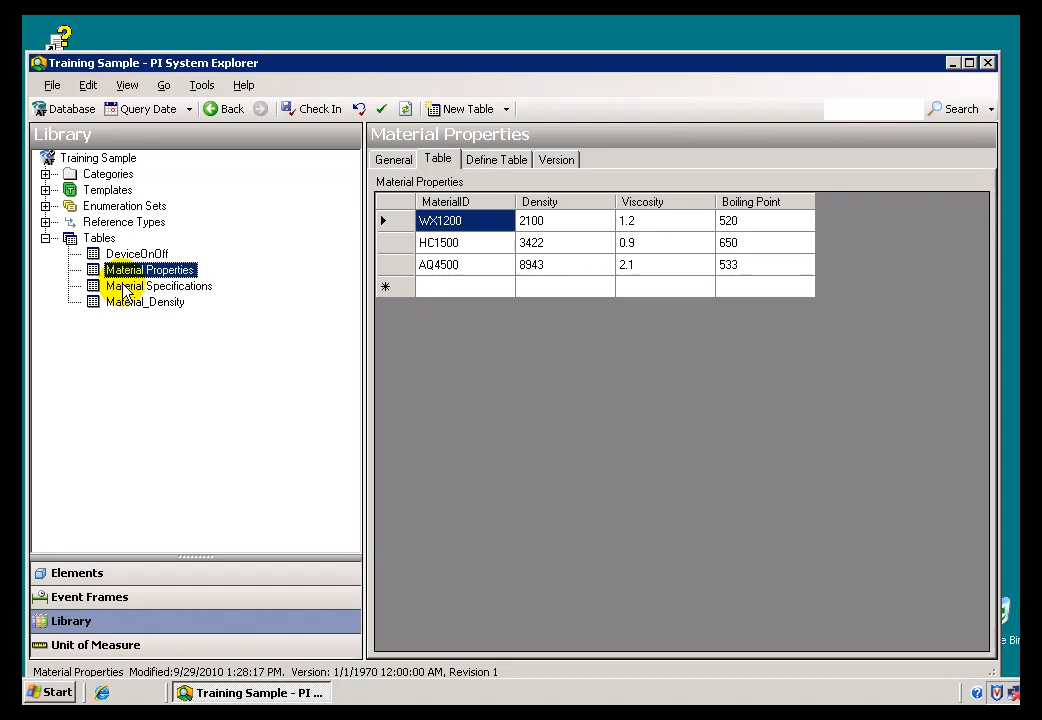 Training Sample - PI System Explorer
File Edit View Go Tools Help
Database Query Date Back Check In New Table Search
Library
Training Sample
Categories
Templates
Enumeration Sets
Reference Types
Tables
DeviceOnOff
Material Properties
Material Specifications
Material_Density
Elements
Event Frames
Library
Unit of Measure
Material Properties
General Table Define Table Version
Material Properties
MaterialID Density Viscosity Boiling Point
WX1200 2100 1.2 520
HC1500 3422 0.9 650
AQ4500 8943 2.1 533
Material Properties Modified:9/29/2010 1:28:17 PM. Version: 1/1/1970 12:00:00 AM, Revision 1
Start Training Sample - PI ...